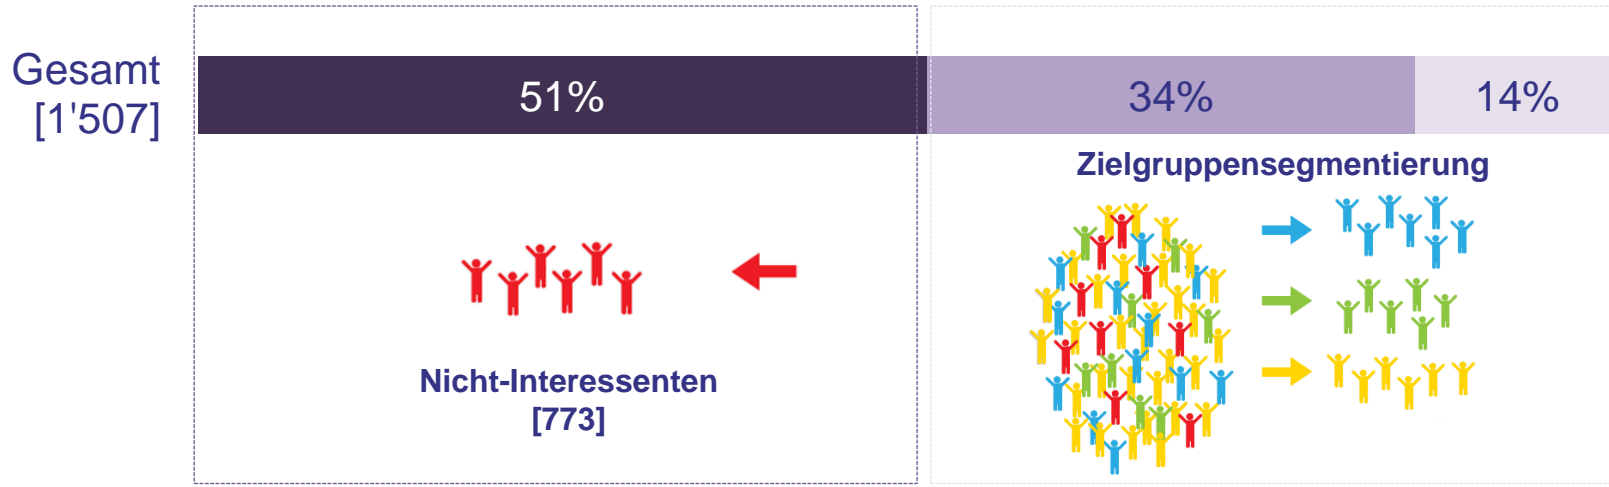 Gesamt
[1'507]
51%
34%
14%
Zielgruppensegmentierung
Nicht-Interessenten
[773]